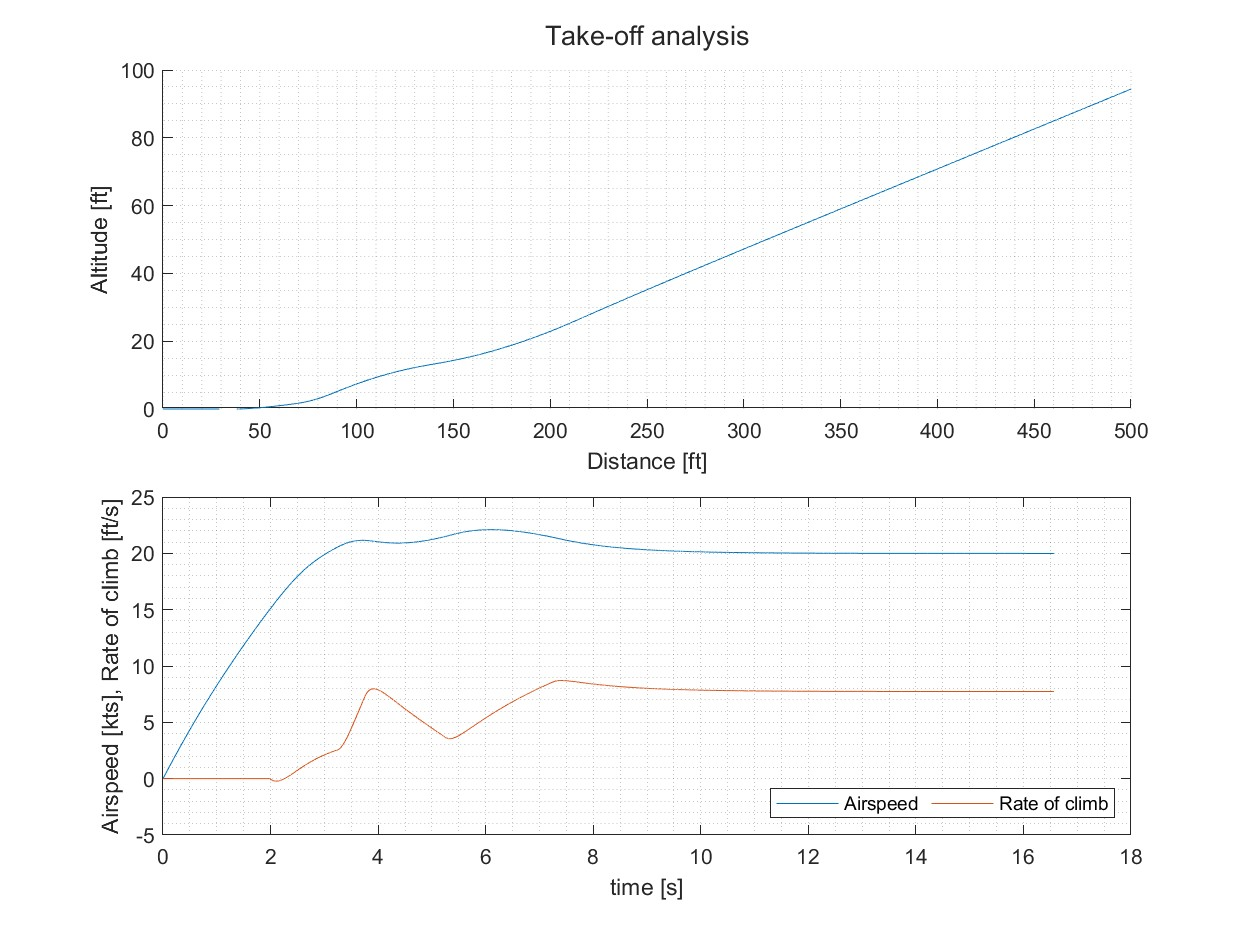 Take-off analysis
100
80
60
40
20
0
Altitude [ft]
0 50 100 150 200 250 300 350 400 450 500
Distance [ft]
25
20
15
10
5
0
-5
Airspeed [kts], Rate of climb [ft/s]
Airspeed Rate of climb
0 2 4 6 8 10 12 14 16 18
time [s]